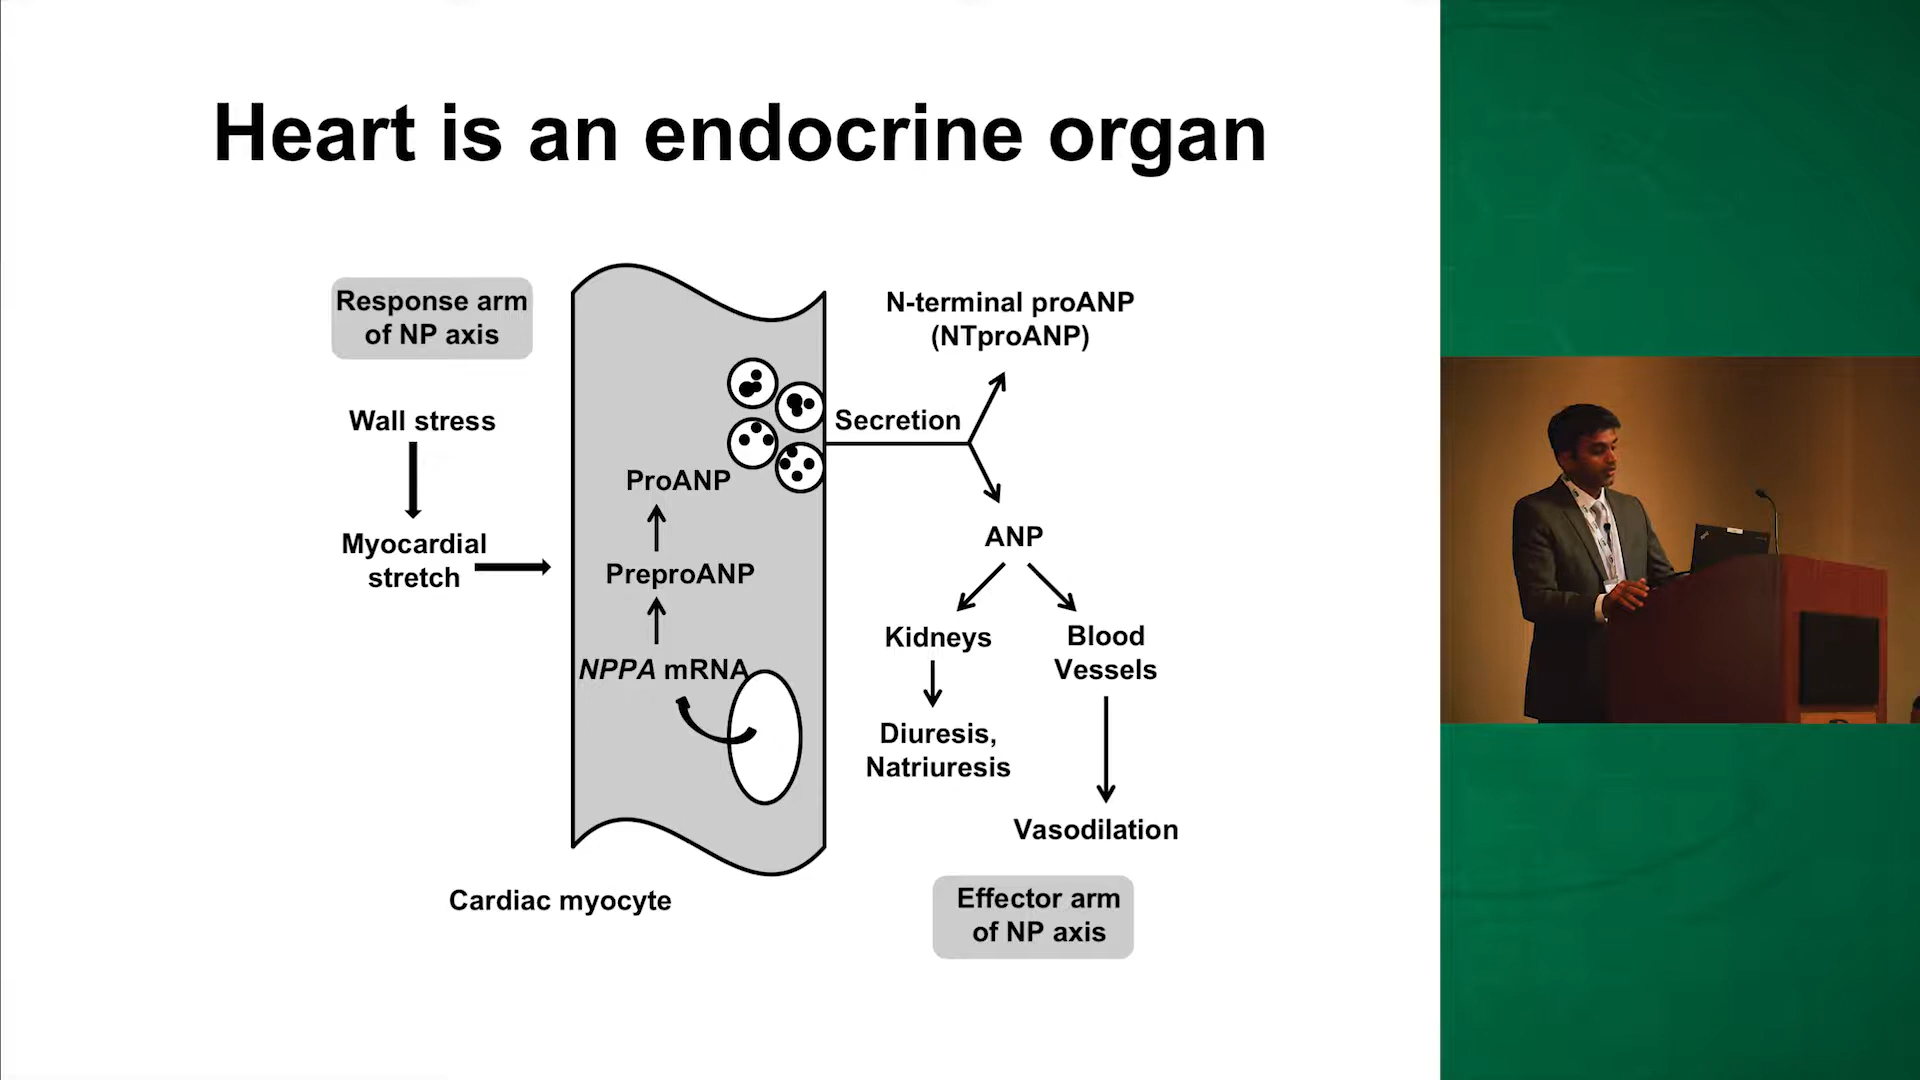 Heart is an endocrine organ
Response arm
of NP axis
Wall stress
Myocardial
stretch
ProANP
PreproANP
NPPA mRNA
Cardiac myocyte
Secretion
N-terminal proANP
(NTproANP)
ANP
Kidneys
Diuresis,
Natriuresis
Blood
Vessels
Vasodilation
Effector arm
of NP axis